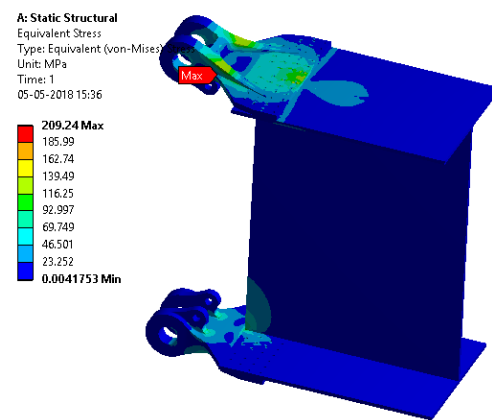 A: Static Structural
Equivalent Stress
Type: Equivalent (von-Mises)
Unit: MPa
Time: 1
05-05-2018 15:36
Max
209.24 Max
185.99
162.74
139.49
116.25
92.997
69.749
46.501
23.252
0.0041753 Min